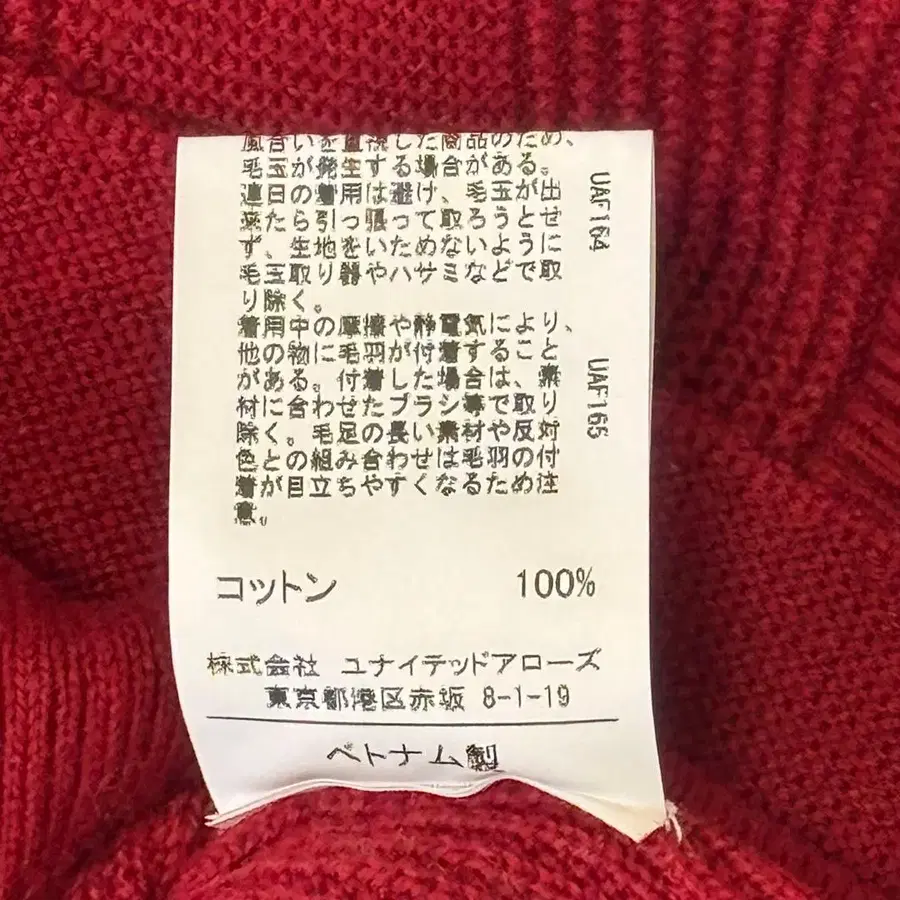 風合いを重視した商品のため、
毛玉が発生する場合がある。
連日の着用は避け、毛玉が出
来たら引っ張って取ろうとせ
ず、生地をいためないように
毛玉取り器やハサミなどで取
り除く。
着用中の摩擦や静電気により、
他の物に毛羽が付着すること
がある。付着した場合は、素
材に合わせたブラシ等で取り
除く。毛足の長い素材や反対
色との組み合わせは毛羽の付
着が目立ちやすくなるため注
意。
UAF164
UAF165
コットン 100%
株式会社 ユナイテッドアローズ
東京都港区赤坂 8-1-19
ベトナム製